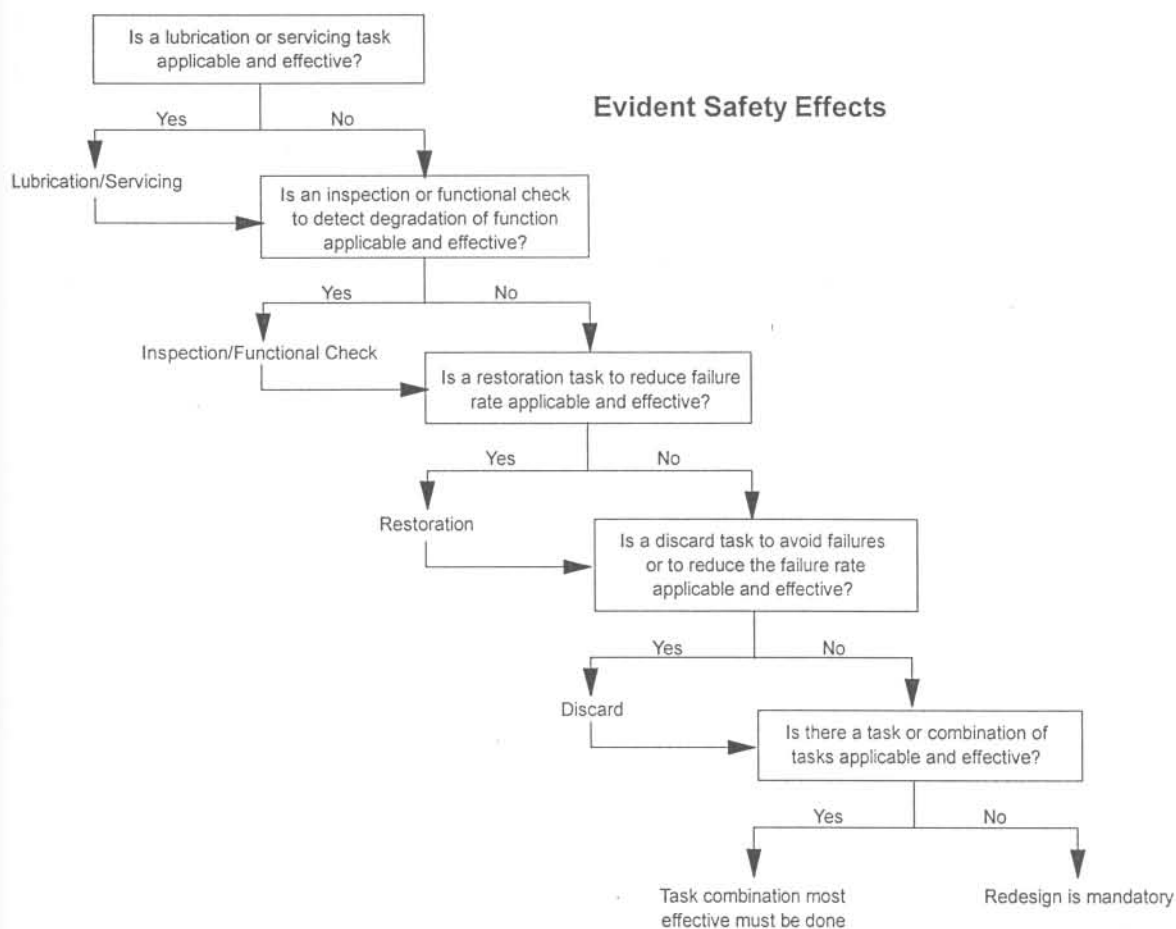 Is a lubrication or servicing task
applicable and effective?
Evident Safety Effects
Yes
No
Lubrication/Servicing
Is an inspection or functional check
to detect degradation of function
applicable and effective?
Yes
No
Inspection/Functional Check
Is a restoration task to reduce failure
rate applicable and effective?
Yes
No
Restoration
Is a discard task to avoid failures
or to reduce the failure rate
applicable and effective?
Yes
No
Discard
Is there a task or combination of
tasks applicable and effective?
Yes
No
Task combination most
effective must be done
Redesign is mandatory